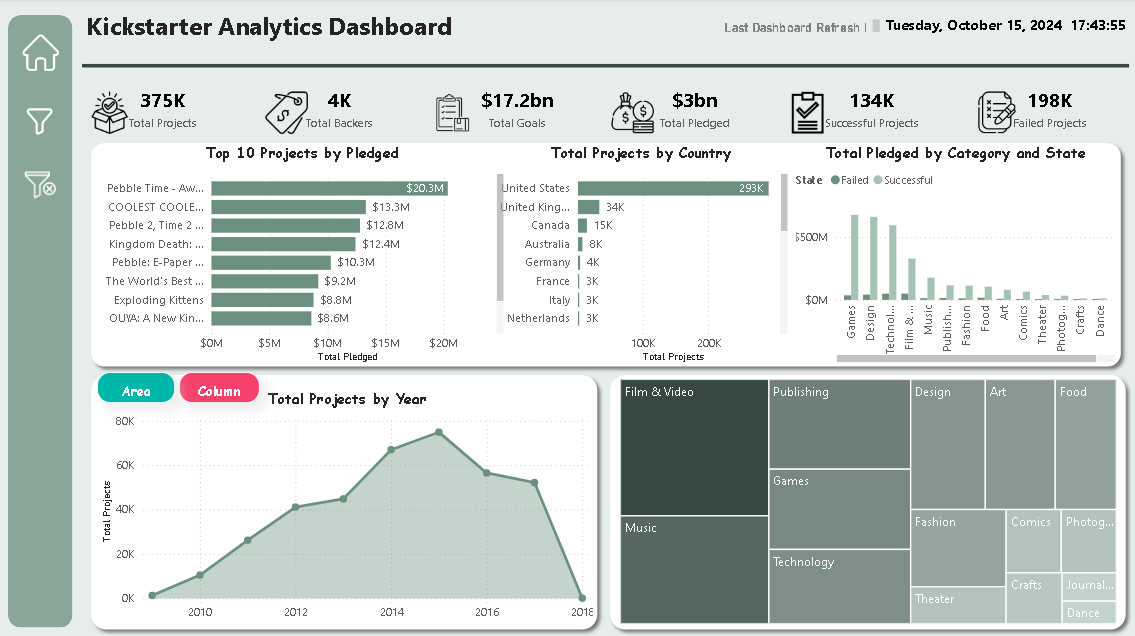 Kickstarter Analytics Dashboard
Last Dashboard Refresh |
Tuesday, October 15, 2024 17:43:55
375K
Total Projects
4K
Total Backers
$17.2bn
Total Goals
$3bn
Total Pledged
134K
Successful Projects
198K
Failed Projects
Top 10 Projects by Pledged
Pebble Time - Aw... $20.3M
COOLEST COOLE... $13.3M
Pebble 2, Time 2 ... $12.8M
Kingdom Death: ... $12.4M
Pebble: E-Paper ... $10.3M
The World's Best ... $9.2M
Exploding Kittens $8.8M
OUYA: A New Kin... $8.6M
$0M $5M $10M $15M $20M
Total Pledged
Total Projects by Country
United States 293K
United King... 34K
Canada 15K
Australia 8K
Germany 4K
France 3K
Italy 3K
Netherlands 3K
100K 200K
Total Projects
Total Pledged by Category and State
State Failed Successful
$500M
$0M
Games
Design
Technol...
Film & ...
Music
Publish...
Fashion
Food
Art
Comics
Theater
Photog...
Crafts
Dance
Area
Column
Total Projects by Year
Total Projects
80K
60K
40K
20K
0K
2010 2012 2014 2016 2018
Film & Video
Music
Publishing
Games
Technology
Design
Art
Food
Fashion
Theater
Comics
Photog...
Crafts
Journal...
Dance